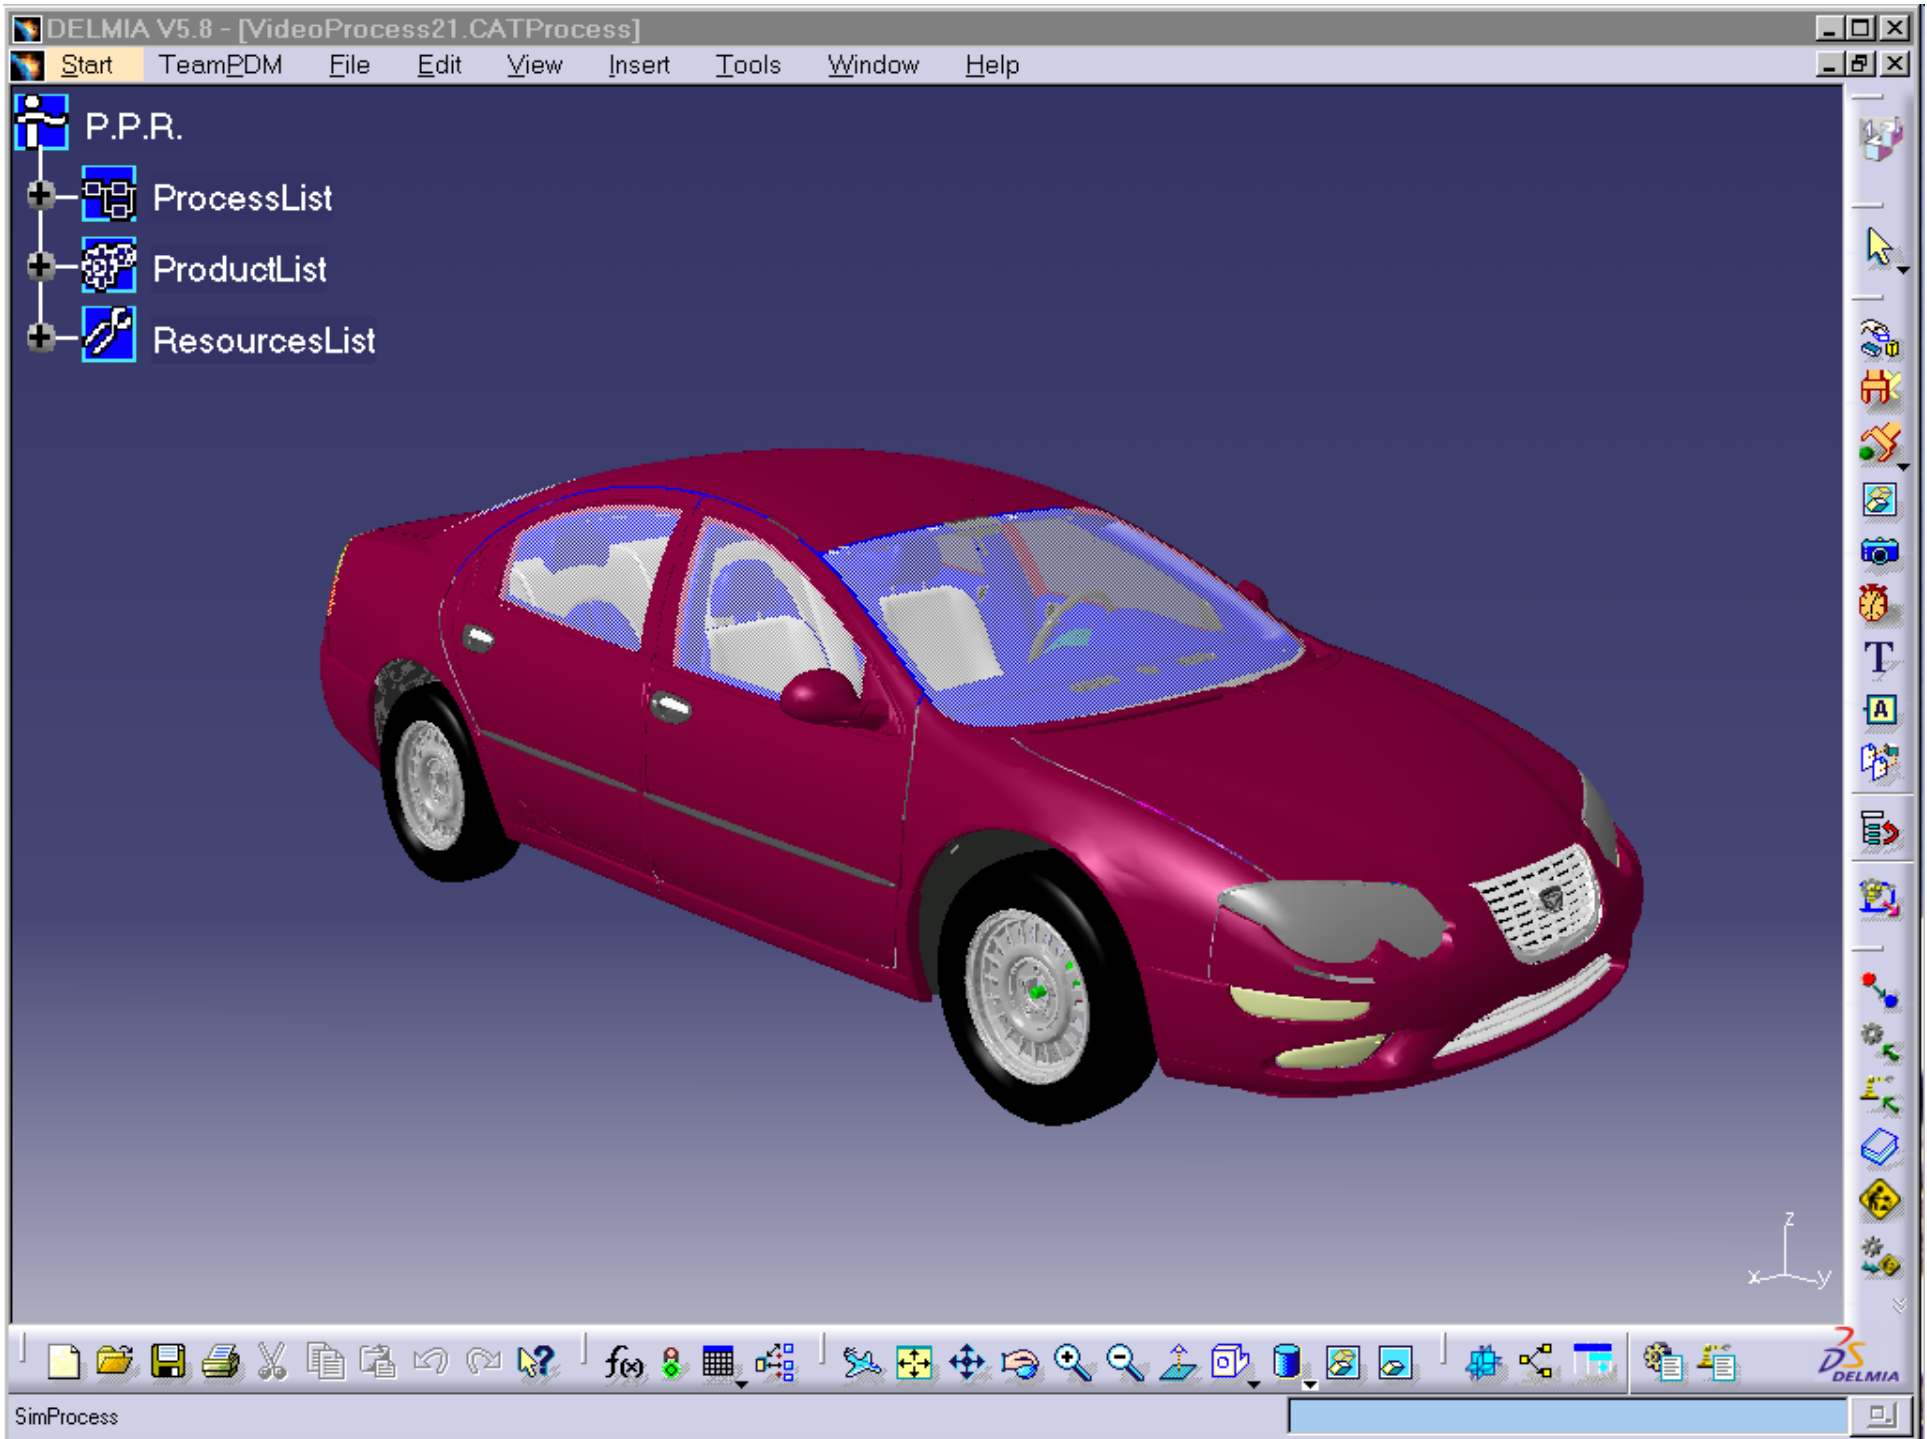 DELMIA V5.8 - [VideoProcess21.CATProcess]
Start TeamPDM File Edit View Insert Tools Window Help
P.P.R.
ProcessList
ProductList
ResourcesList
T
A
z
x y
f(x)
DS
DELMIA
SimProcess